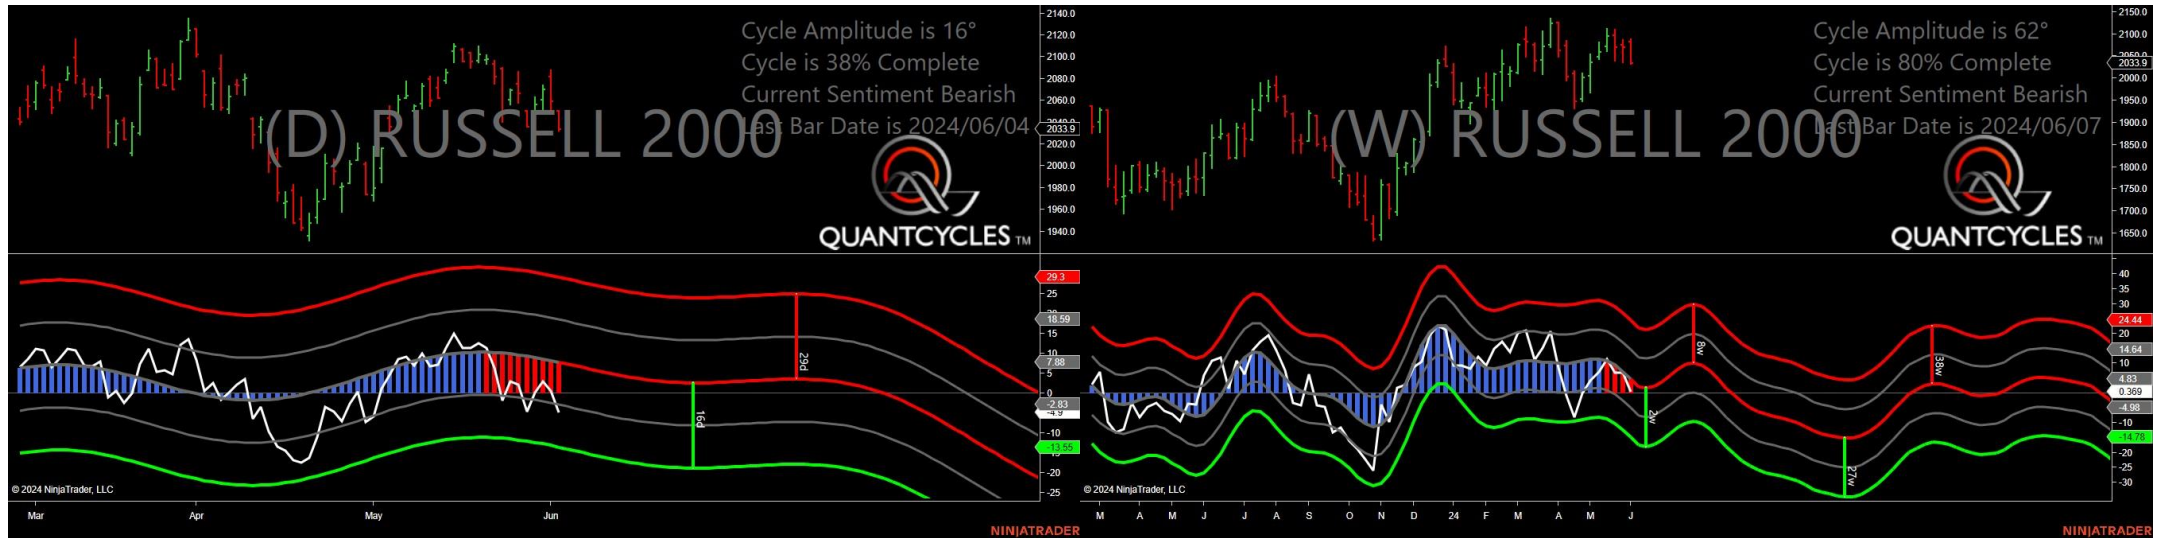 Cycle Amplitude is 16°
Cycle is 38% Complete
Current Sentiment Bearish
Last Bar Date is 2024/06/04
(D) RUSSELL 2000
QUANTCYCLES TM
2140.0
2120.0
2100.0
2080.0
2060.0
2040.0
2033.9
2020.0
2000.0
1980.0
1960.0
1940.0
29.3
25
18.59
15
10
7.88
5
0
-2.83
-4.9
-10
-13.55
-20
-25
29d
16d
© 2024 NinjaTrader, LLC
Mar Apr May Jun
NINJATRADER
Cycle Amplitude is 62°
Cycle is 80% Complete
Current Sentiment Bearish
Last Bar Date is 2024/06/07
(W) RUSSELL 2000
QUANTCYCLES TM
2150.0
2100.0
2050.0
2033.9
2000.0
1950.0
1900.0
1850.0
1800.0
1750.0
1700.0
1650.0
40
35
30
24.44
20
14.64
10
4.83
0.369
-4.98
-10
-14.78
-20
-25
-30
8w
2w
38w
27w
© 2024 NinjaTrader, LLC
M A M J J A S O N D 24 F M A M J
NINJATRADER